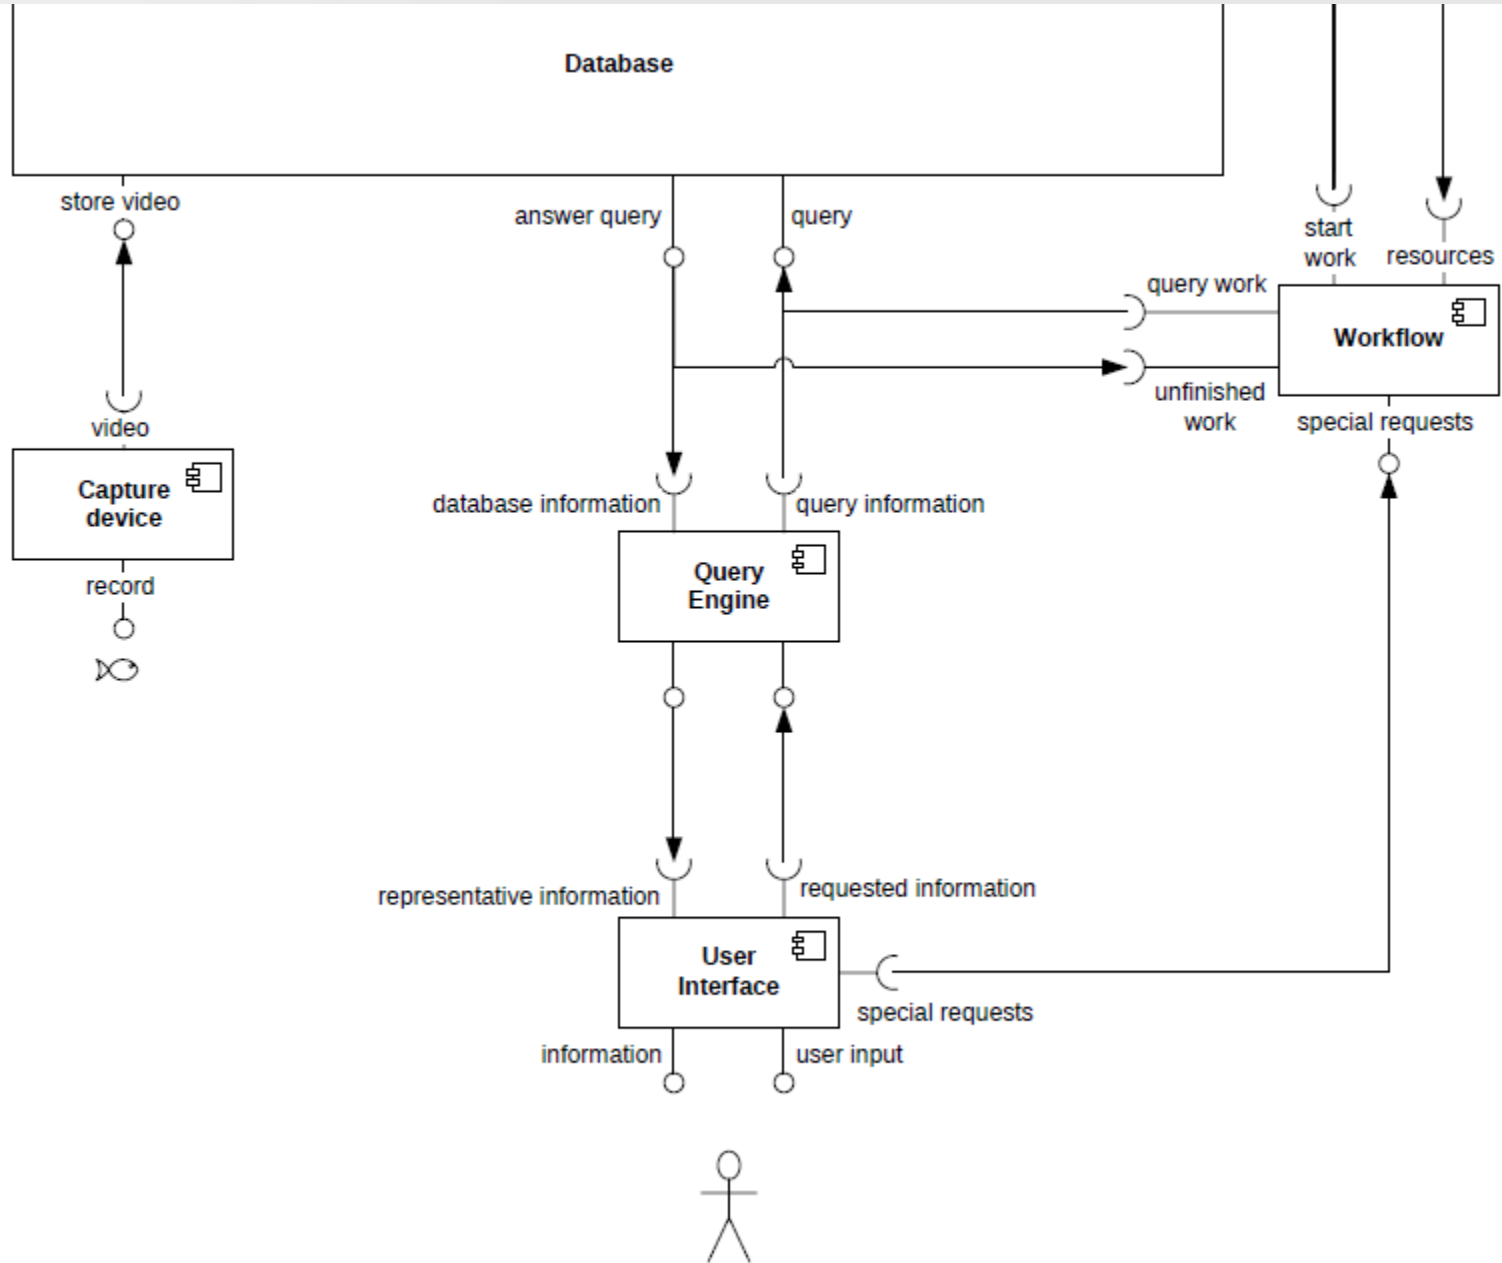 Database
store video
answer query
query
start
work
resources
query work
Workflow
unfinished
work
special requests
video
Capture
device
database information
query information
Query
Engine
record
representative information
requested information
User
Interface
special requests
information
user input